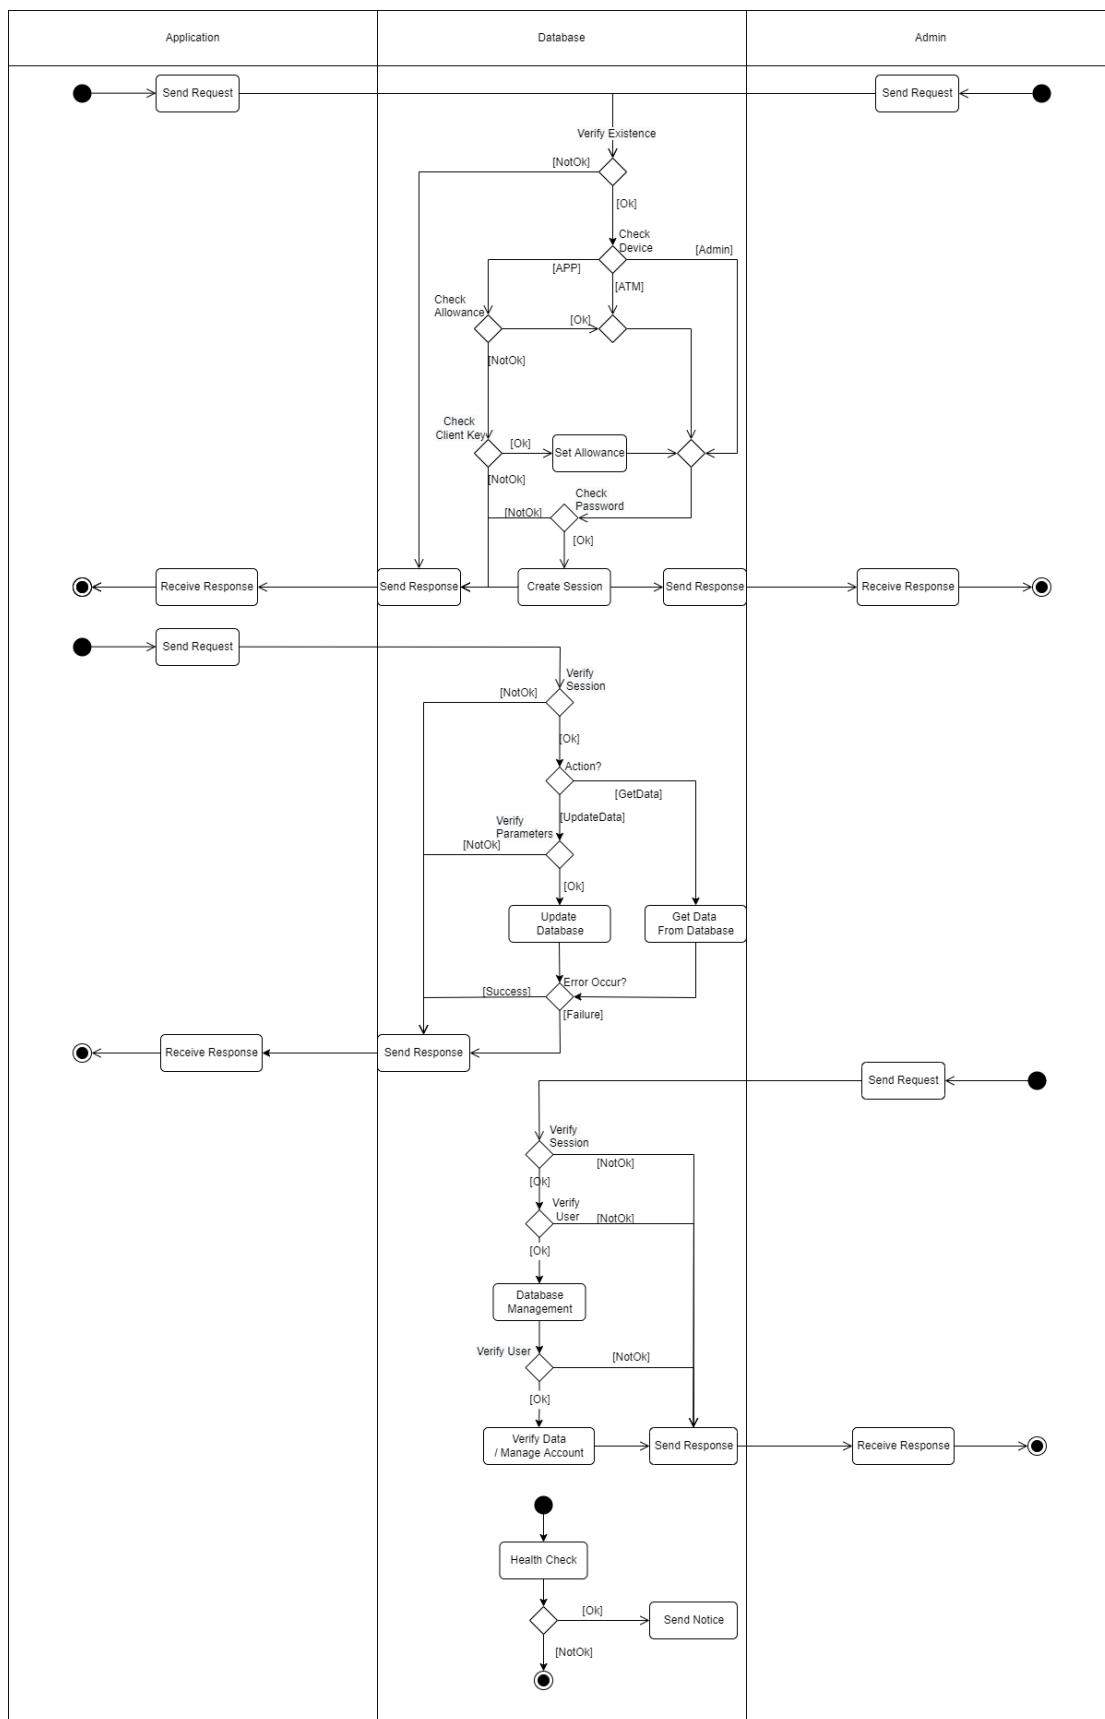 Application
Database
Admin
Send Request
Send Request
Verify Existence
[NotOk]
[Ok]
Check
Device
[Admin]
[APP]
[ATM]
Check
Allowance
[Ok]
[NotOk]
Check
Client Key
[Ok]
Set Allowance
[NotOk]
Check
Password
[NotOk]
[Ok]
Receive Response
Send Response
Create Session
Send Response
Receive Response
Send Request
Verify
Session
[NotOk]
[Ok]
Action?
[GetData]
[UpdateData]
Verify
Parameters
[NotOk]
[Ok]
Update
Database
Get Data
From Database
Error Occur?
[Success]
[Failure]
Receive Response
Send Response
Send Request
Verify
Session
[NotOk]
[Ok]
Verify
User
[NotOk]
[Ok]
Database
Management
Verify User
[NotOk]
[Ok]
Verify Data
/ Manage Account
Send Response
Receive Response
Health Check
[Ok]
Send Notice
[NotOk]